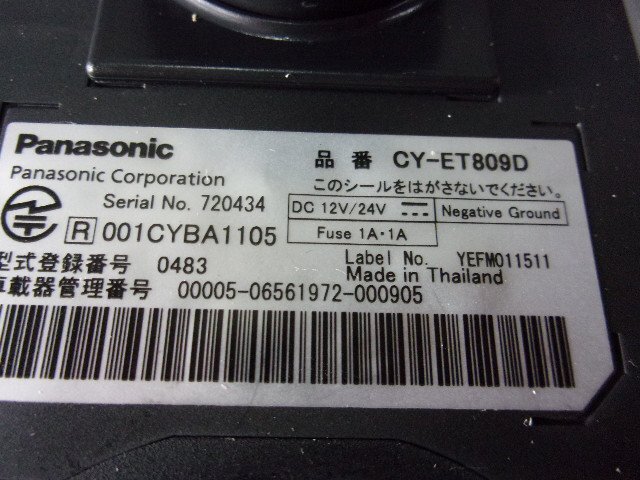 Panasonic
品番 CY-ET809D
Panasonic Corporation
このシールをはがさないでください。
Serial No. 720434
DC 12V/24V Negative Ground
R 001CYBA1105
Fuse 1A・1A
型式登録番号 0483
Label No. YEFM011511
Made in Thailand
車載器管理番号 00005-06561972-000905